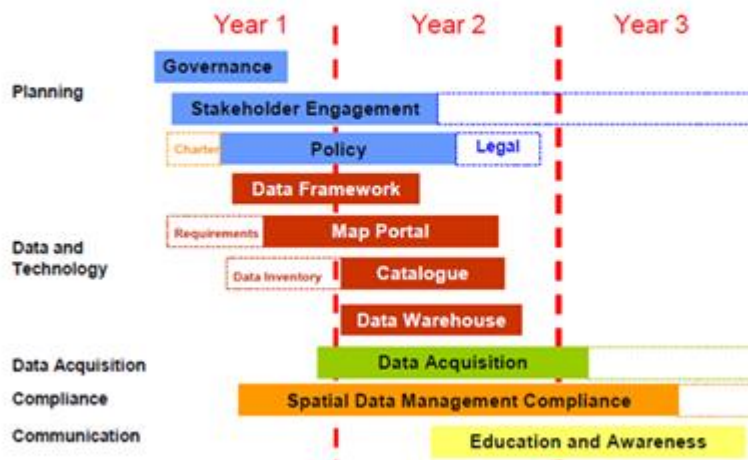 Year 1 Year 2 Year 3
Governance
Planning
Stakeholder Engagement
Charter Policy Legal
Data Framework
Requirements Map Portal
Data and
Technology
Data Inventory Catalogue
Data Warehouse
Data Acquisition Data Acquisition
Compliance Spatial Data Management Compliance
Communication Education and Awareness